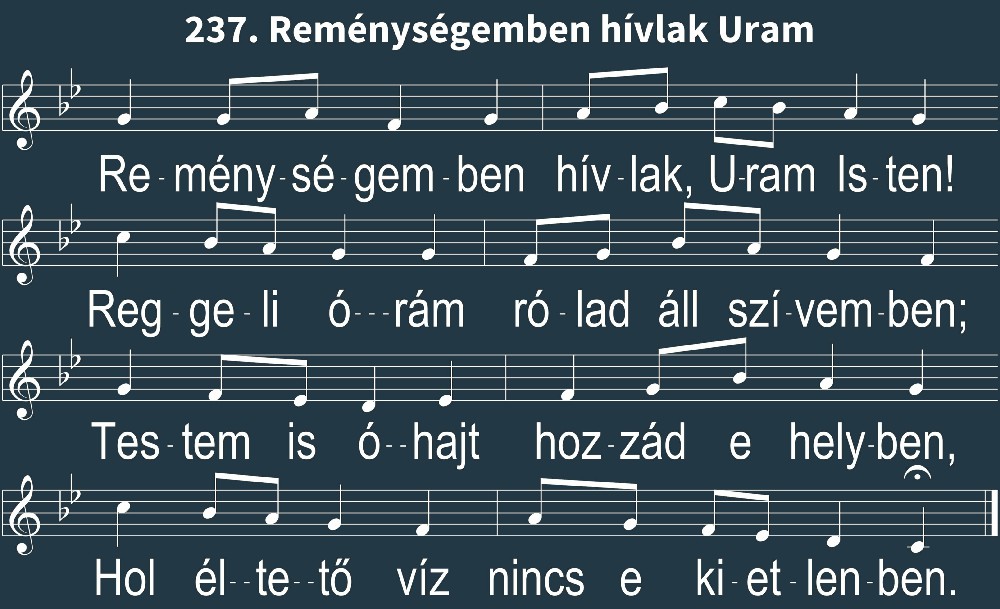 237. Reménységemben hívlak Uram
Re-mény-sé-gem-ben hív-lak, U-ram Is-ten!
Reg-ge-li ó---rám ró-lad áll szí-vem-ben;
Tes-tem is ó--hajt hoz-zád e hely-ben,
Hol él--te--tő víz nincs e ki-et-len-ben.